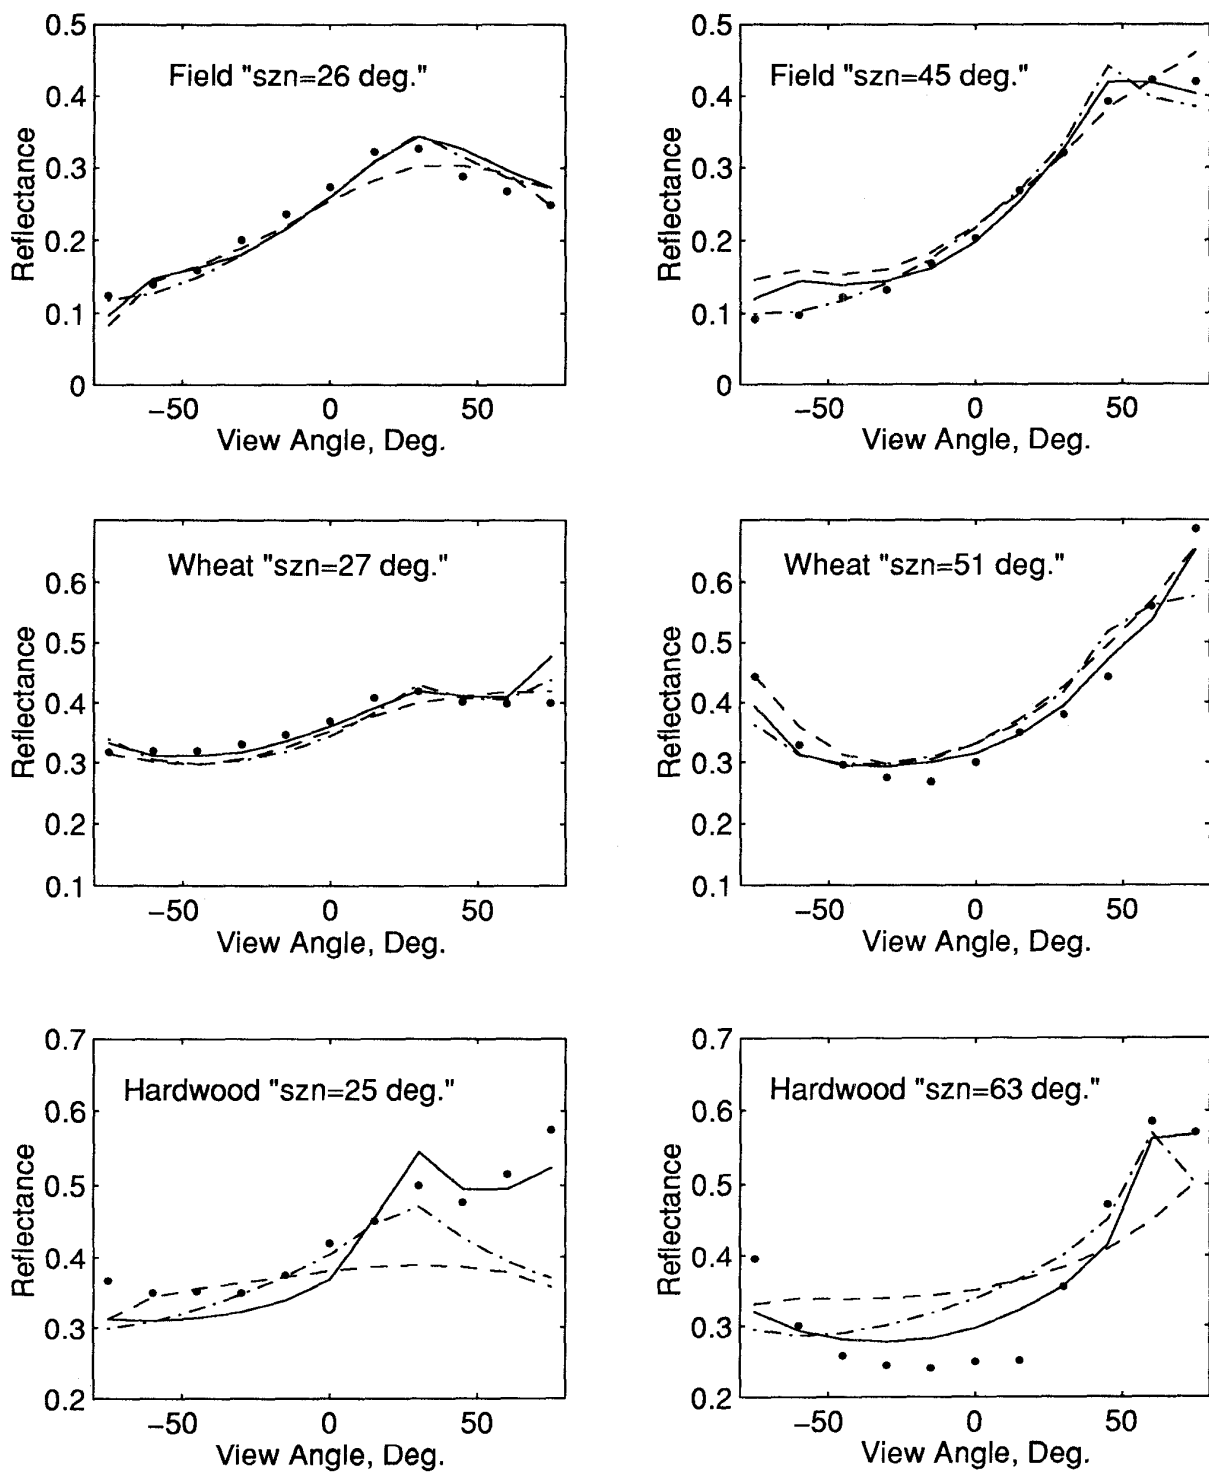 0.5
0.4
0.3
0.2
0.1
0
Reflectance
Field "szn=26 deg."
−50 0 50
View Angle, Deg.
0.5
0.4
0.3
0.2
0.1
0
Reflectance
Field "szn=45 deg."
−50 0 50
View Angle, Deg.
0.6
0.5
0.4
0.3
0.2
0.1
Reflectance
Wheat "szn=27 deg."
−50 0 50
View Angle, Deg.
0.6
0.5
0.4
0.3
0.2
0.1
Reflectance
Wheat "szn=51 deg."
−50 0 50
View Angle, Deg.
0.7
0.6
0.5
0.4
0.3
0.2
Reflectance
Hardwood "szn=25 deg."
−50 0 50
View Angle, Deg.
0.7
0.6
0.5
0.4
0.3
0.2
Reflectance
Hardwood "szn=63 deg."
−50 0 50
View Angle, Deg.